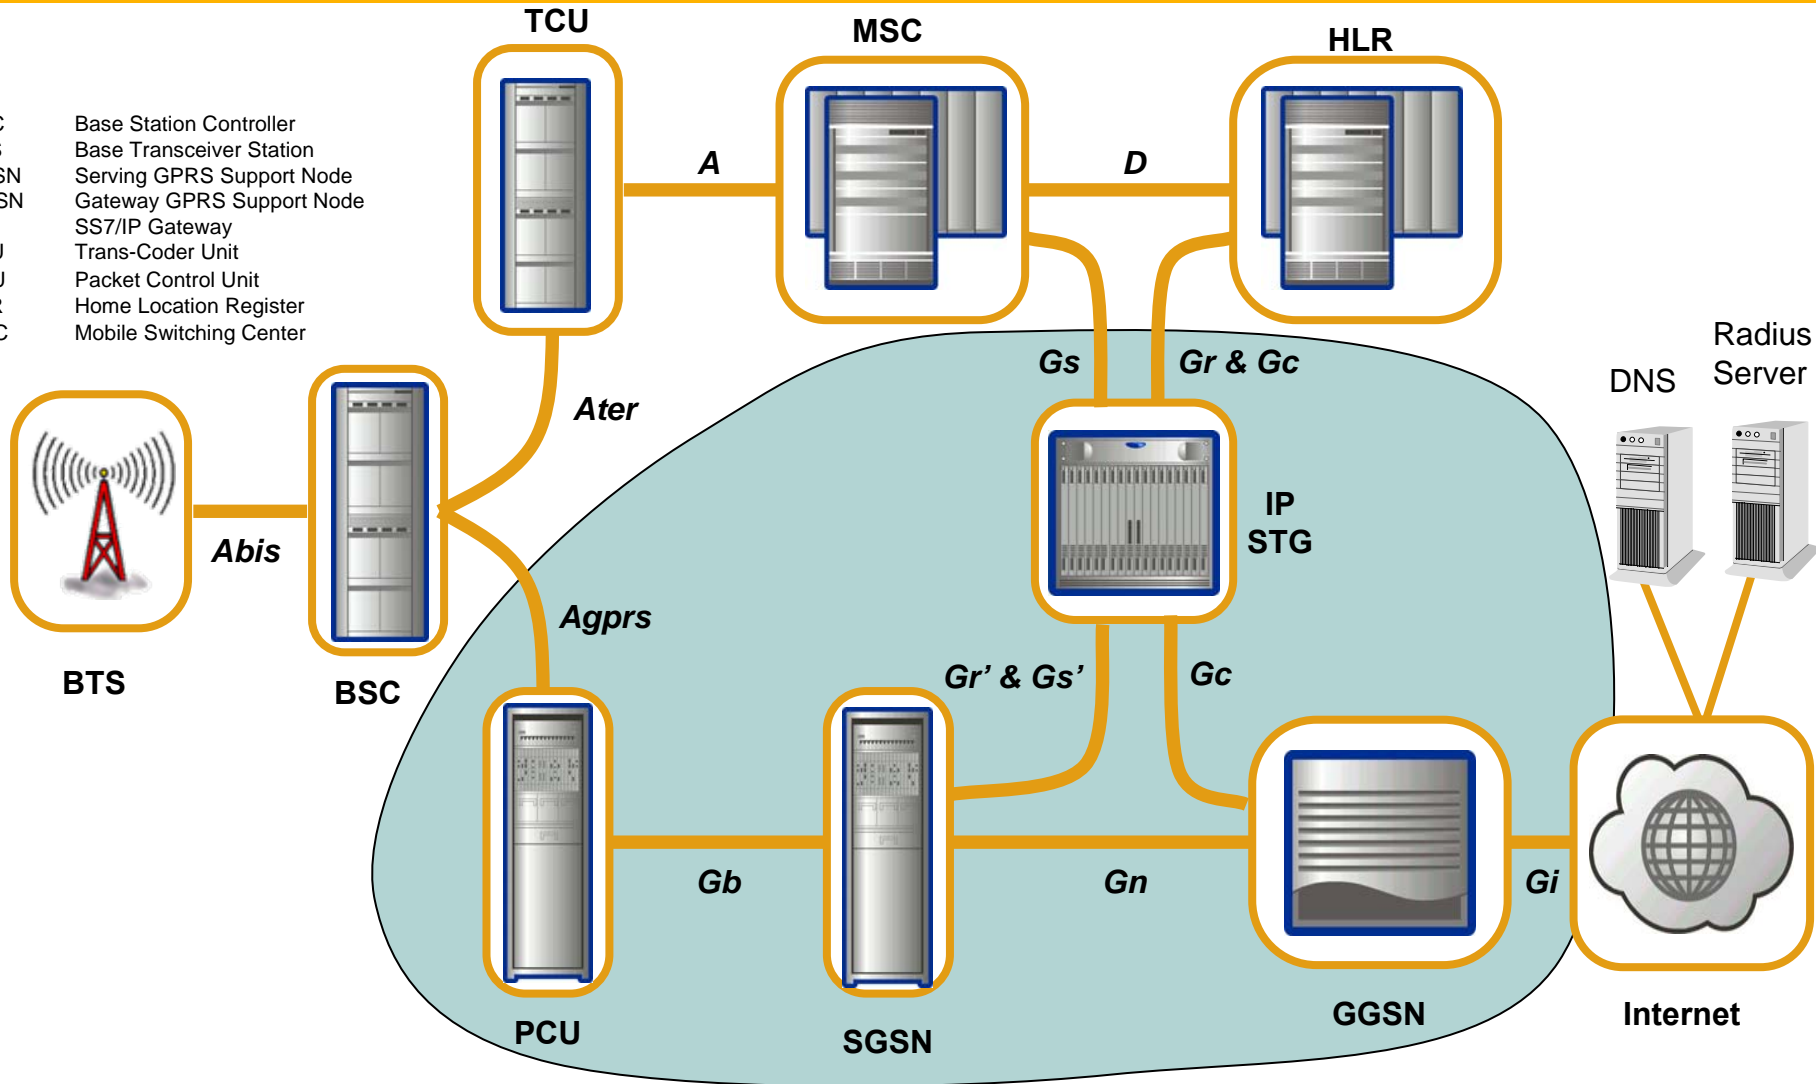 TCU
MSC
HLR
C Base Station Controller
S Base Transceiver Station
SN Serving GPRS Support Node
SN Gateway GPRS Support Node
SS7/IP Gateway
U Trans-Coder Unit
U Packet Control Unit
R Home Location Register
C Mobile Switching Center
A
D
Gs
Gr & Gc
Radius
Server
DNS
Ater
Abis
IP
STG
Agprs
BTS
BSC
Gr’ & Gs’
Gc
Gb
Gn
Gi
PCU
SGSN
GGSN
Internet